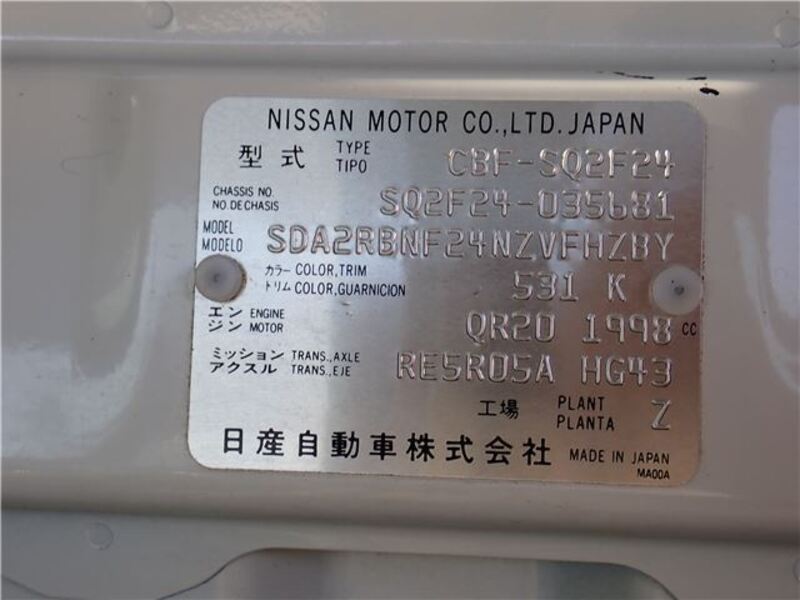 NISSAN MOTOR CO.,LTD. JAPAN
型式 TYPE TIPO CBF-SQ2F24
CHASSIS NO. NO. DE CHASIS SQ2F24-035681
MODEL MODELO SDA2RBNF24NZVFHZBY
カラー COLOR,TRIM
トリム COLOR,GUARNICION 531 K
エン ENGINE
ジン MOTOR QR20 1998 CC
ミッション TRANS.,AXLE
アクスル TRANS.,EJE RE5R05A HG43
工場 PLANT PLANTA Z
日産自動車株式会社 MADE IN JAPAN
MA00A